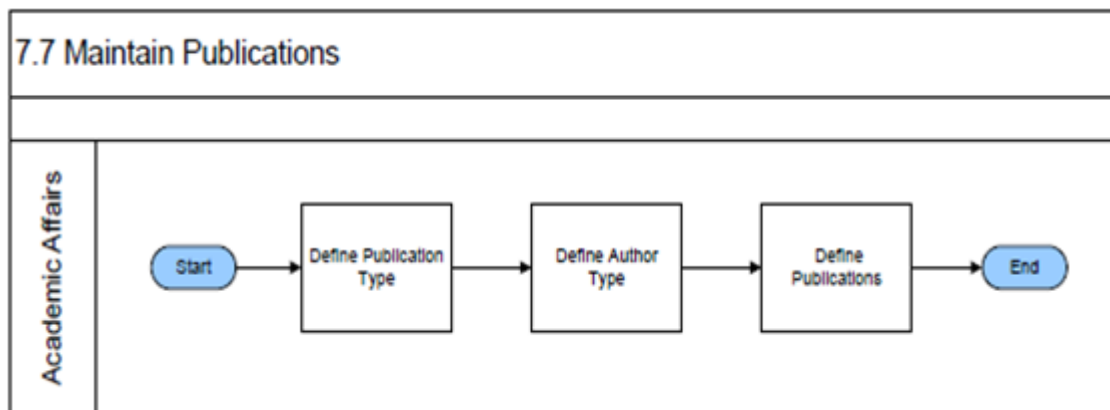 7.7 Maintain Publications
Academic Affairs
Start
Define Publication
Type
Define Author
Type
Define
Publications
End